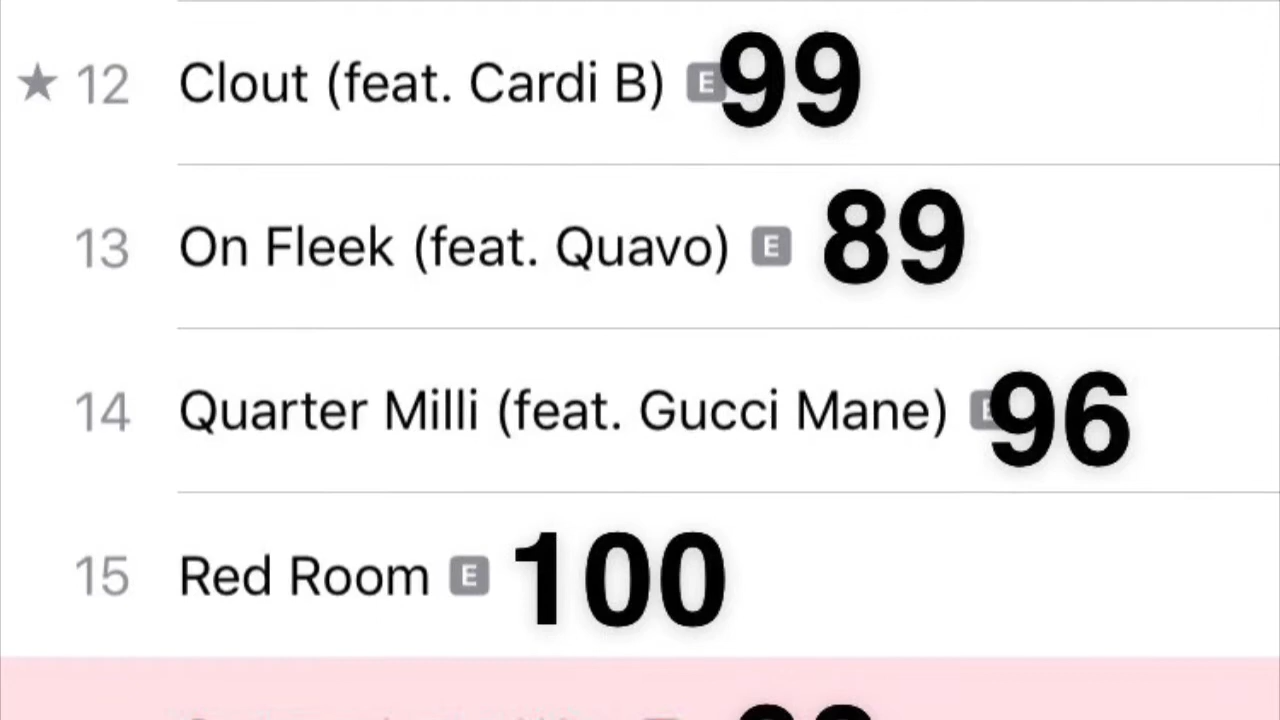 ★ 12 Clout (feat. Cardi B) E 99
13 On Fleek (feat. Quavo) E 89
14 Quarter Milli (feat. Gucci Mane) E 96
15 Red Room E 100